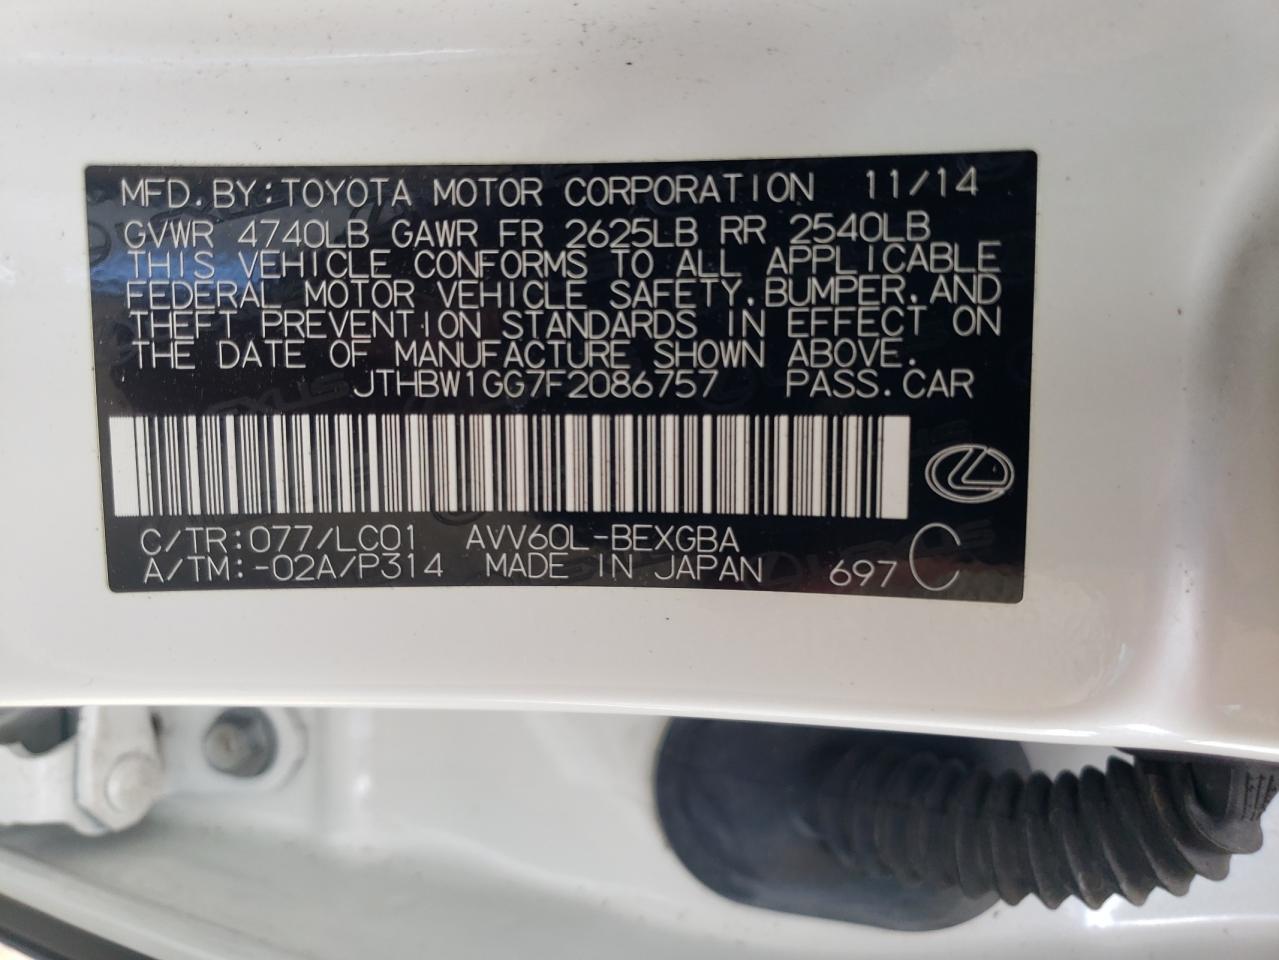 MFD. BY: TOYOTA MOTOR CORPORATION 11/14
GVWR 4740LB GAWR FR 2625LB RR 2540LB
THIS VEHICLE CONFORMS TO ALL APPLICABLE
FEDERAL MOTOR VEHICLE SAFETY, BUMPER, AND
THEFT PREVENTION STANDARDS IN EFFECT ON
THE DATE OF MANUFACTURE SHOWN ABOVE.
JTHBW1GG7F2086757 PASS. CAR
C/TR: 077/LC01 AVV60L-BEXGBA
A/TM: -02A/P314 MADE IN JAPAN 697 C